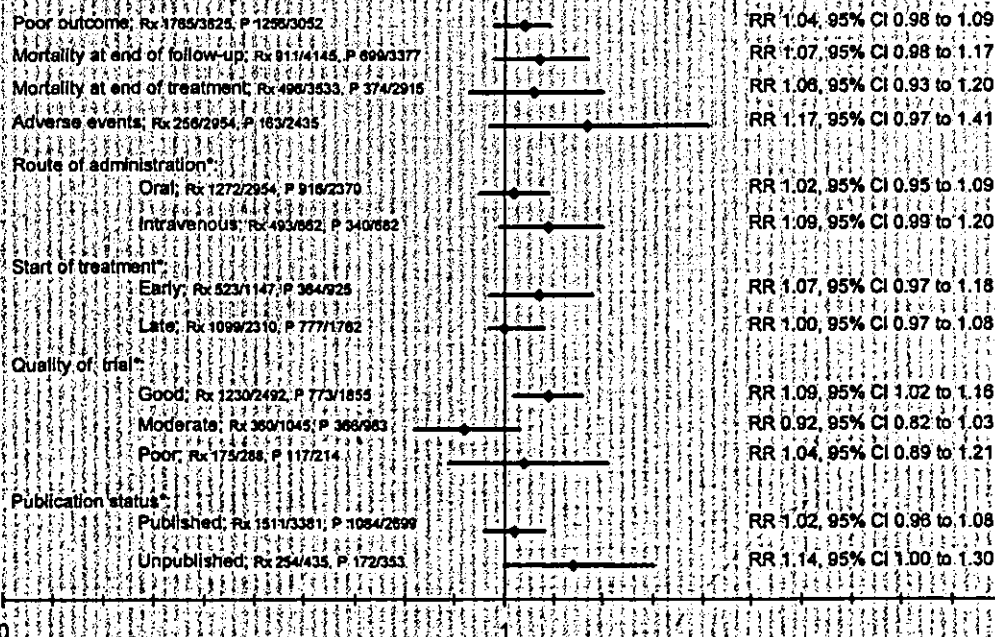 Poor outcome; Rx 1765/3625, P 1256/3052 RR 1.04, 95% CI 0.98 to 1.09
Mortality at end of follow-up; Rx 911/4145, P 699/3377 RR 1.07, 95% CI 0.98 to 1.17
Mortality at end of treatment; Rx 496/3533, P 374/2915 RR 1.06, 95% CI 0.93 to 1.20
Adverse events; Rx 256/2954, P 163/2435 RR 1.17, 95% CI 0.97 to 1.41
Route of administration*:
Oral; Rx 1272/2954, P 916/2370 RR 1.02, 95% CI 0.95 to 1.09
Intravenous; Rx 493/662, P 340/682 RR 1.09, 95% CI 0.99 to 1.20
Start of treatment*:
Early; Rx 523/1147, P 364/925 RR 1.07, 95% CI 0.97 to 1.18
Late; Rx 1099/2310, P 777/1762 RR 1.00, 95% CI 0.97 to 1.08
Quality of trial*:
Good; Rx 1230/2492, P 773/1855 RR 1.09, 95% CI 1.02 to 1.16
Moderate; Rx 360/1045, P 366/983 RR 0.92, 95% CI 0.82 to 1.03
Poor; Rx 175/288, P 117/214 RR 1.04, 95% CI 0.89 to 1.21
Publication status*:
Published; Rx 1511/3381, P 1084/2699 RR 1.02, 95% CI 0.96 to 1.08
Unpublished; Rx 254/435, P 172/353 RR 1.14, 95% CI 1.00 to 1.30
0 1